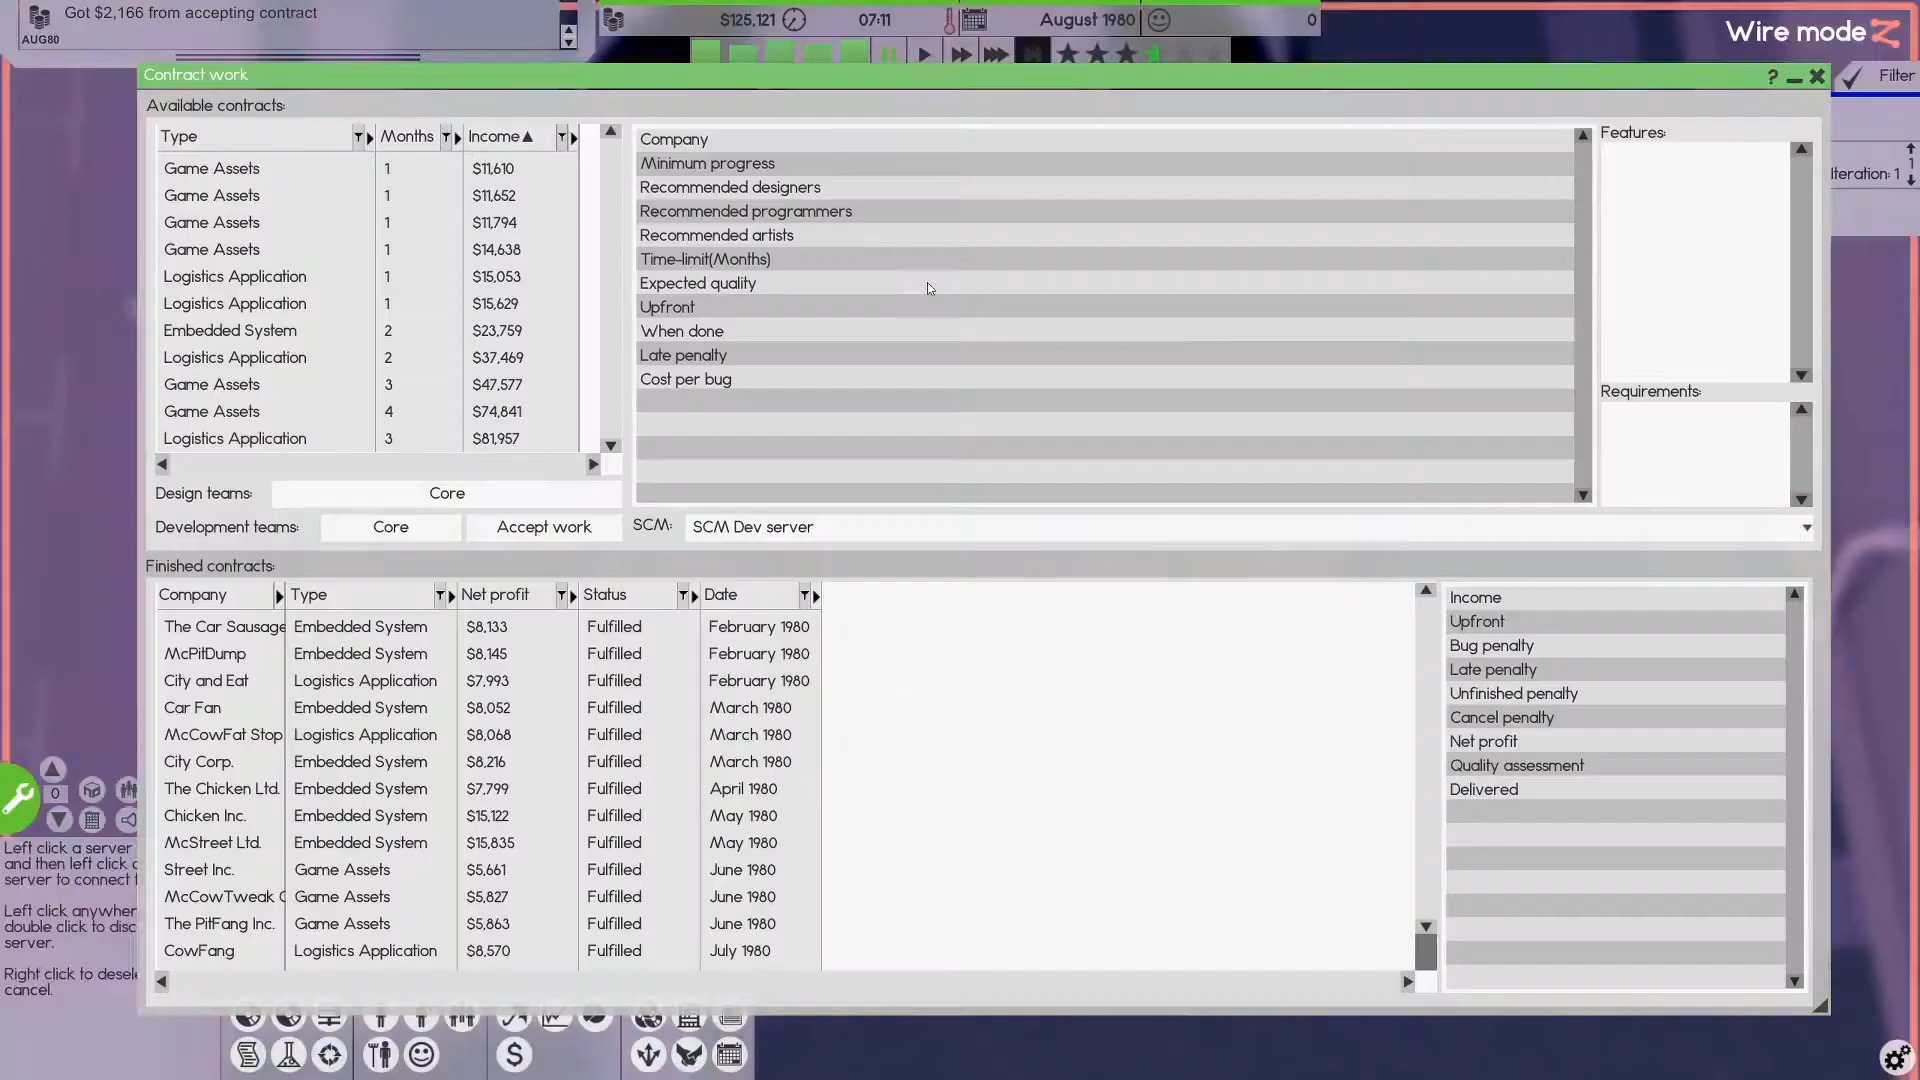 Got $2,166 from accepting contract
AUG80
$125,121
07:11
August 1980
0
Wire mode
Filter
Contract work
?
Available contracts:
Type Months Income
Game Assets 1 $11,610
Game Assets 1 $11,652
Game Assets 1 $11,794
Game Assets 1 $14,638
Logistics Application 1 $15,053
Logistics Application 1 $15,629
Embedded System 2 $23,759
Logistics Application 2 $37,469
Game Assets 3 $47,577
Game Assets 4 $74,841
Logistics Application 3 $81,957
Company
Minimum progress
Recommended designers
Recommended programmers
Recommended artists
Time-limit(Months)
Expected quality
Upfront
When done
Late penalty
Cost per bug
Features:
Requirements:
1
Iteration: 1
Design teams: Core
Development teams: Core Accept work
SCM: SCM Dev server
Finished contracts:
Company Type Net profit Status Date
The Car Sausage Embedded System $8,133 Fulfilled February 1980
McPitDump Embedded System $8,145 Fulfilled February 1980
City and Eat Logistics Application $7,993 Fulfilled February 1980
Car Fan Embedded System $8,052 Fulfilled March 1980
McCowFat Stop Logistics Application $8,068 Fulfilled March 1980
City Corp. Embedded System $8,216 Fulfilled March 1980
The Chicken Ltd. Embedded System $7,799 Fulfilled April 1980
Chicken Inc. Embedded System $15,122 Fulfilled May 1980
McStreet Ltd. Embedded System $15,835 Fulfilled May 1980
Street Inc. Game Assets $5,661 Fulfilled June 1980
McCowTweak C Game Assets $5,827 Fulfilled June 1980
The PitFang Inc. Game Assets $5,863 Fulfilled June 1980
CowFang Logistics Application $8,570 Fulfilled July 1980
Income
Upfront
Bug penalty
Late penalty
Unfinished penalty
Cancel penalty
Net profit
Quality assessment
Delivered
0
Left click a server
and then left click
server to connect
Left click anywher
double click to disc
server.
Right click to desele
cancel.